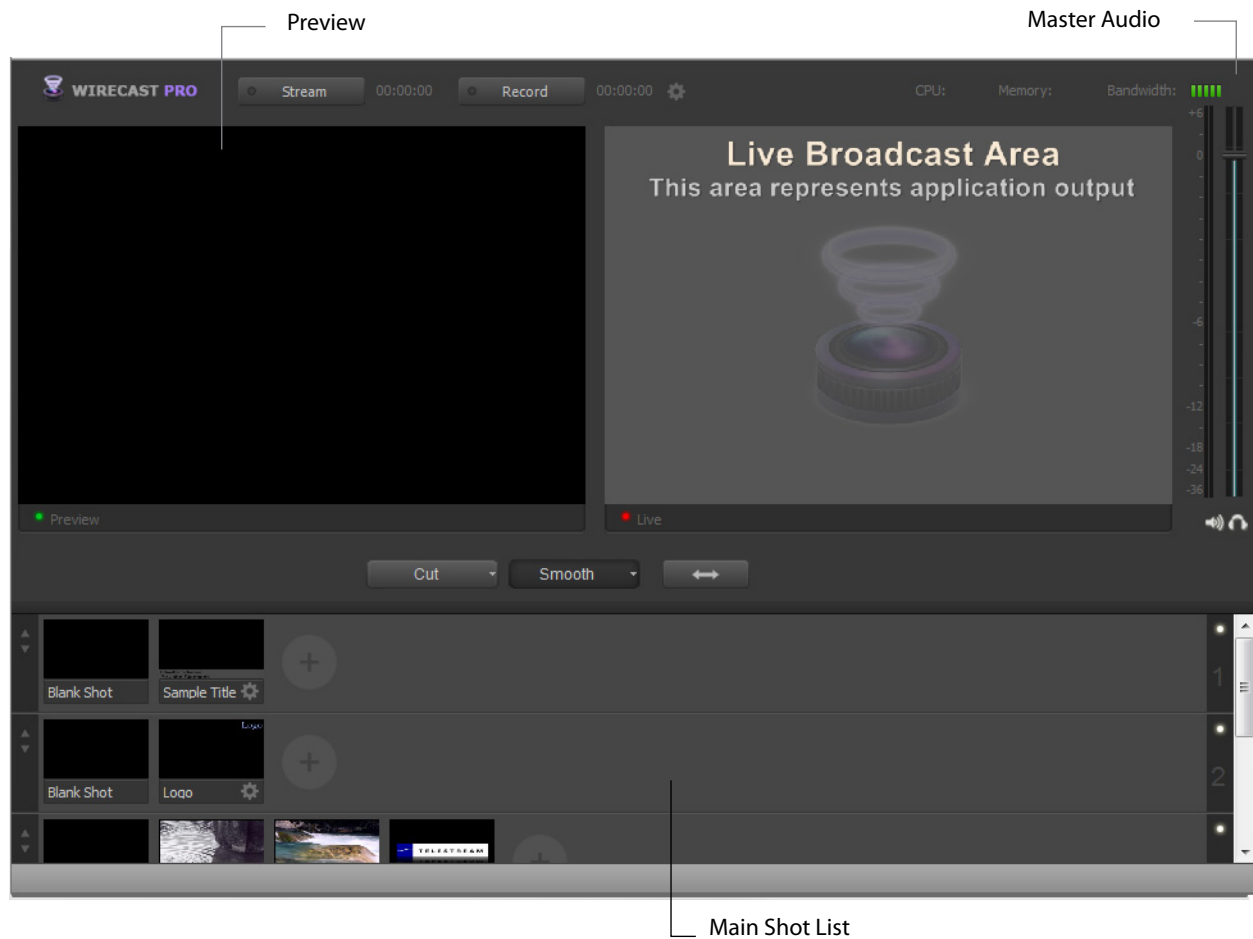 Preview
Master Audio
WIRECAST PRO
Stream
00:00:00
Record
00:00:00
CPU:
Memory:
Bandwidth:
+6
0
-6
-12
-18
-24
-36
Live Broadcast Area
This area represents application output
Preview
Live
Cut
Smooth
Blank Shot
Sample Title
1
Logo
Blank Shot
Logo
2
TELESTREAM
Main Shot List